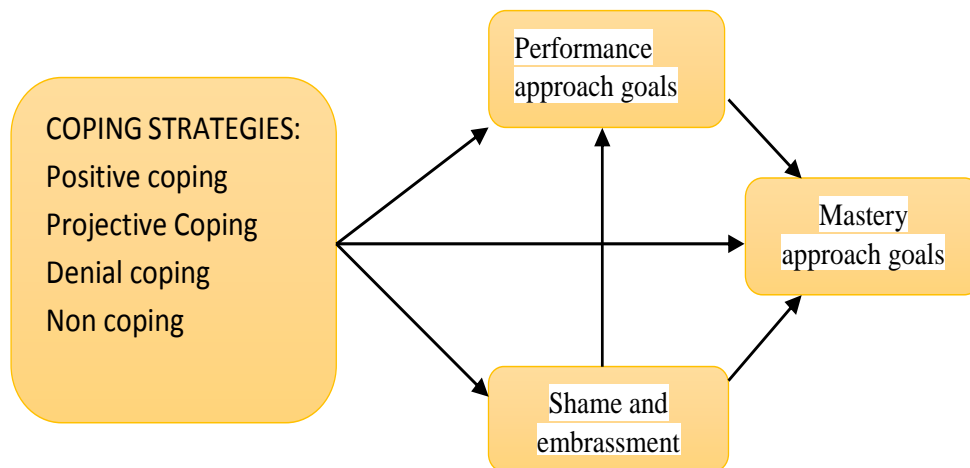 COPING STRATEGIES:
Positive coping
Projective Coping
Denial coping
Non coping
Performance
approach goals
Mastery
approach goals
Shame and
embrassment